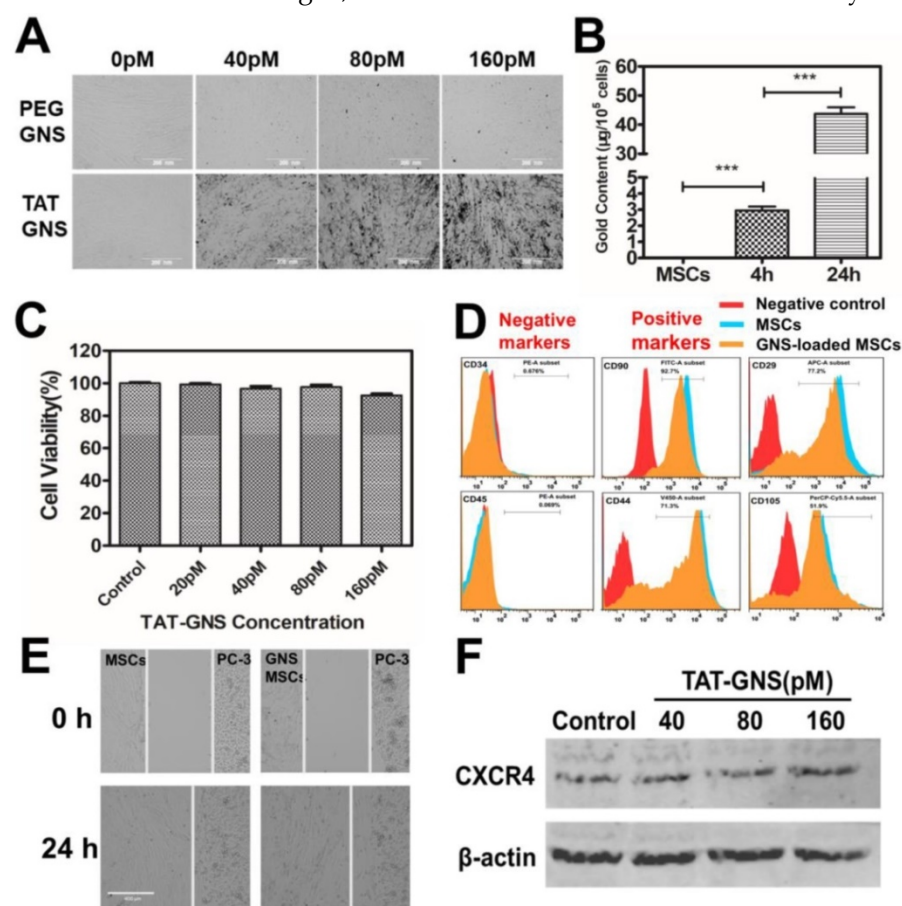 A
0pM 40pM 80pM 160pM
PEG
GNS
TAT
GNS
B
Gold Content (µg/10⁵ cells)
60
50
40
30
5
4
3
2
1
0
***
***
MSCs 4h 24h
C
Cell Viability(%)
120
100
80
60
40
20
0
Control 20pM 40pM 80pM 160pM
TAT-GNS Concentration
D
Negative
markers
Positive
markers
Negative control
MSCs
GNS-loaded MSCs
CD34
PE-A subset
0.076%
CD90
FITC-A subset
92.7%
CD29
APC-A subset
77.2%
CD45
PE-A subset
0.069%
CD44
V450-A subset
71.3%
CD105
PerCP-Cy5.5-A subset
51.6%
E
MSCs PC-3
GNS
MSCs
PC-3
0 h
24 h
F
TAT-GNS(pM)
Control 40 80 160
CXCR4
β-actin